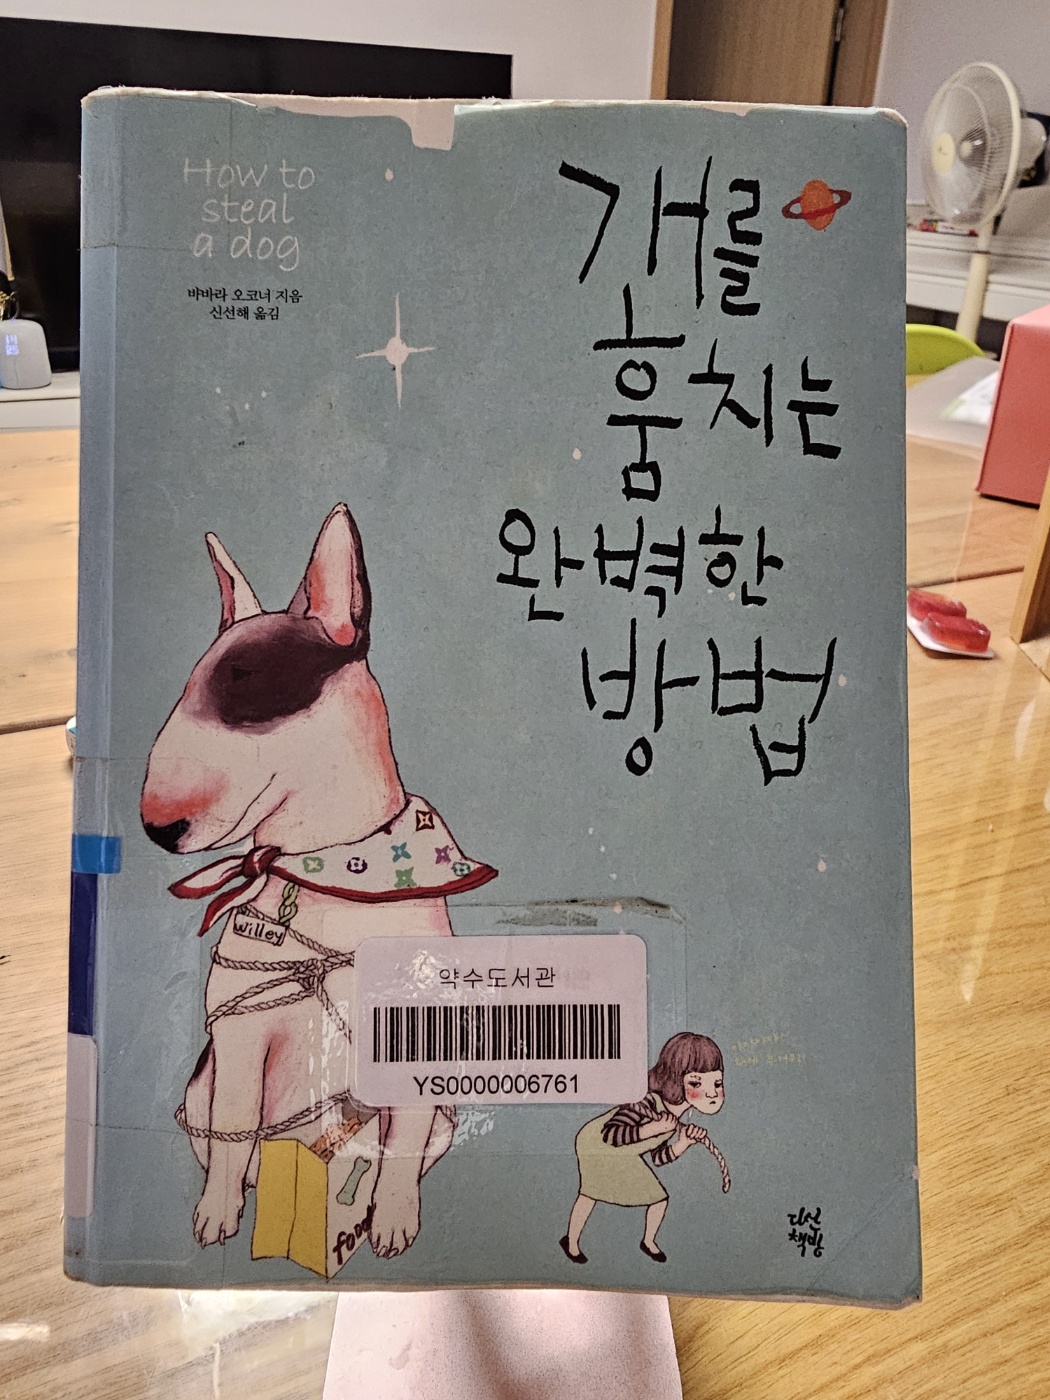 How to
steal
a dog
바바라 오코너 지음
신선해 옮김
개를
훔치는
완벽한
방법
willey
약수도서관
YS0000006761
food
다산
책방